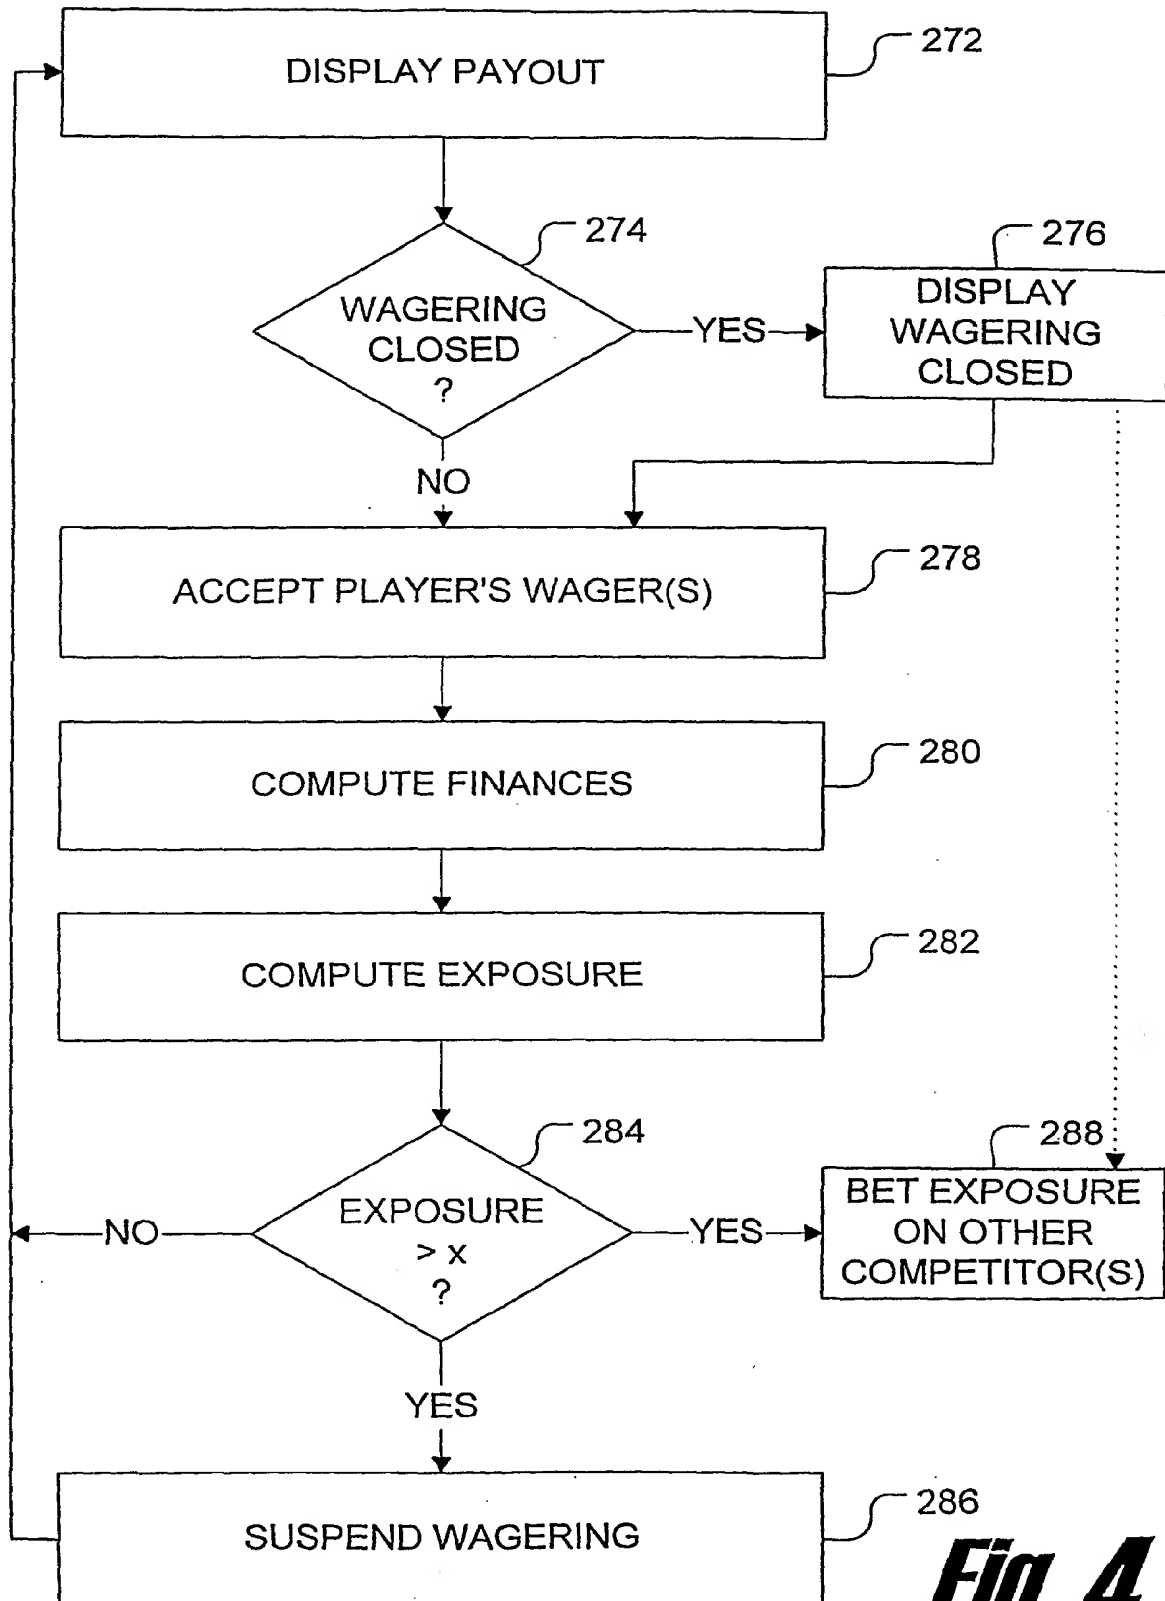 DISPLAY PAYOUT
272
274
WAGERING
CLOSED
?
YES
276
DISPLAY
WAGERING
CLOSED
NO
ACCEPT PLAYER'S WAGER(S)
278
COMPUTE FINANCES
280
COMPUTE EXPOSURE
282
284
EXPOSURE
> x
?
NO
YES
288
BET EXPOSURE
ON OTHER
COMPETITOR(S)
YES
SUSPEND WAGERING
286
Fig. 4